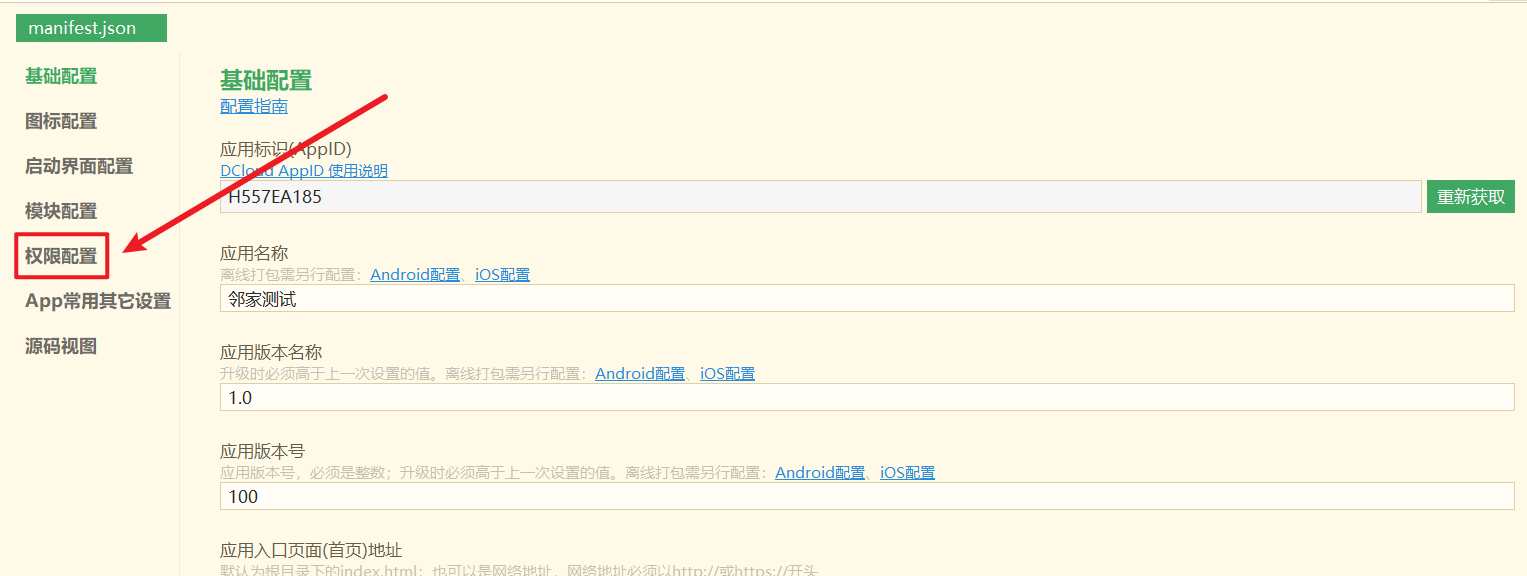 manifest.json
基础配置
图标配置
启动界面配置
模块配置
权限配置
App常用其它设置
源码视图
基础配置
配置指南
应用标识(AppID)
DCloud AppID 使用说明
H557EA185
重新获取
应用名称
离线打包需另行配置：Android配置、iOS配置
邻家测试
应用版本名称
升级时必须高于上一次设置的值。离线打包需另行配置：Android配置、iOS配置
1.0
应用版本号
应用版本号，必须是整数；升级时必须高于上一次设置的值。离线打包需另行配置：Android配置、iOS配置
100
应用入口页面(首页)地址
默认为根目录下的index.html；也可以是网络地址，网络地址必须以http://或https://开头